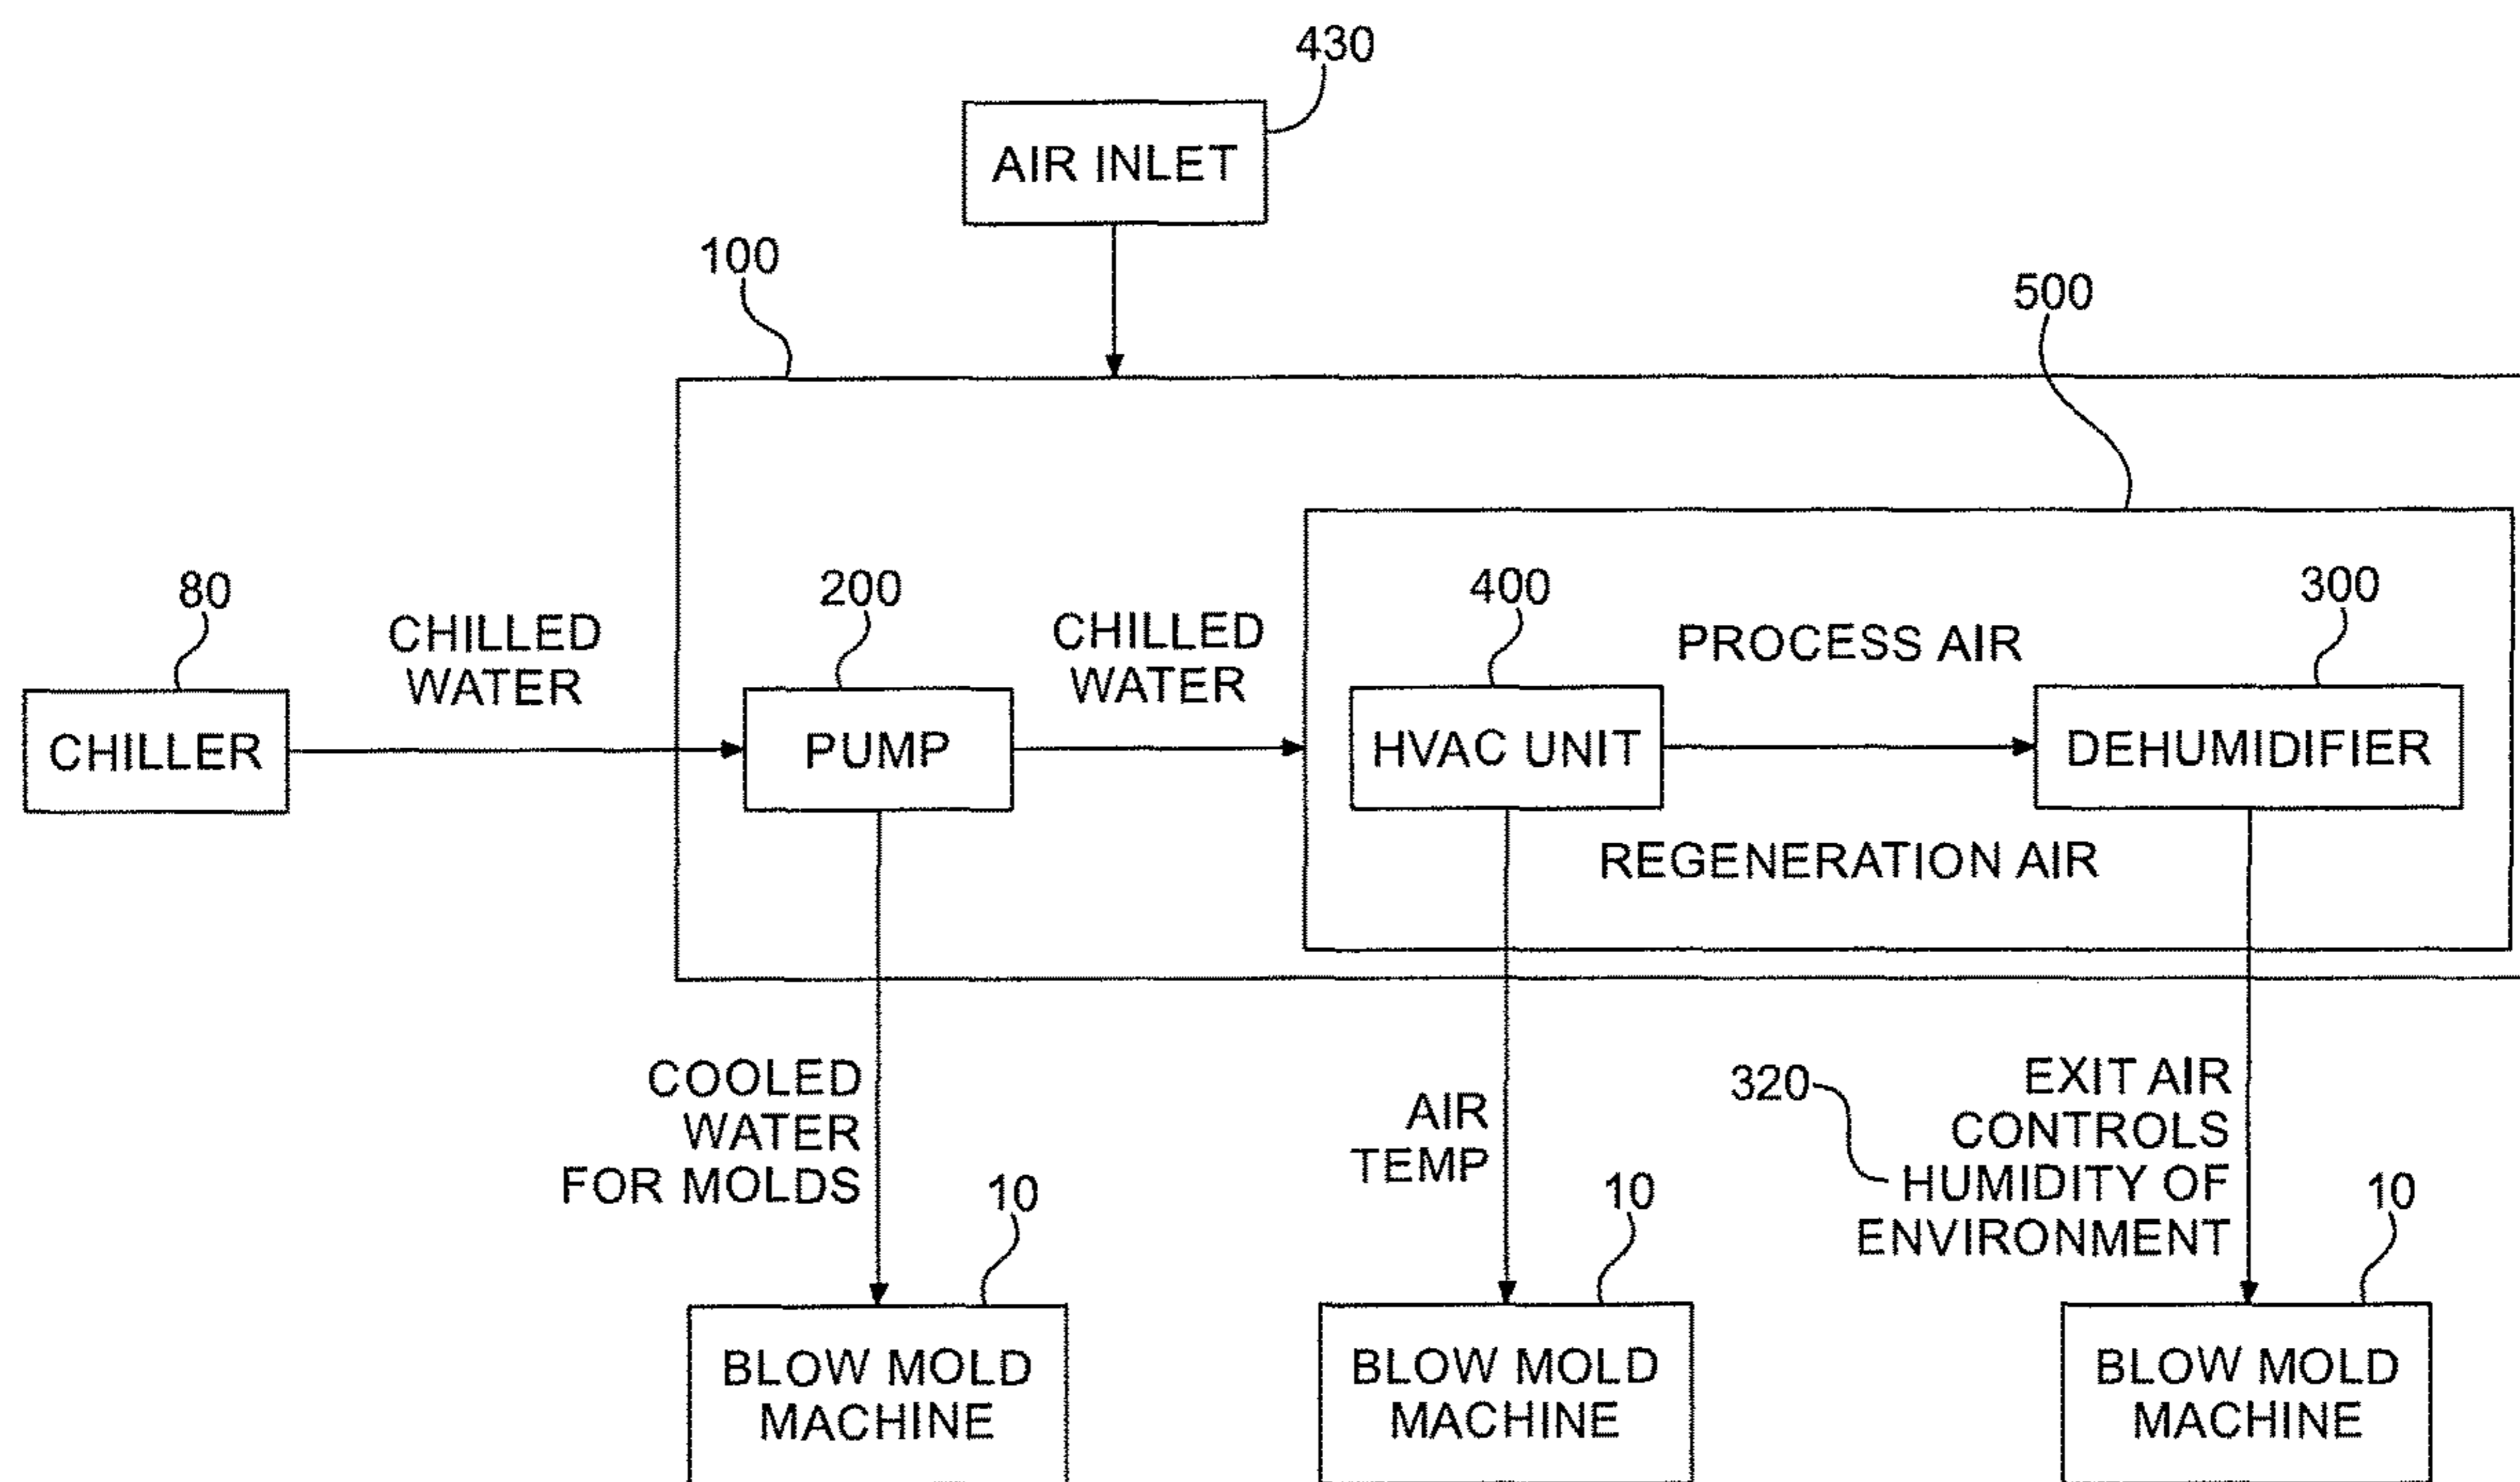 430
AIR INLET
100
500
80
CHILLED
WATER
200
CHILLED
WATER
400
PROCESS AIR
300
CHILLER
PUMP
HVAC UNIT
DEHUMIDIFIER
REGENERATION AIR
COOLED
WATER
FOR MOLDS
10
AIR
TEMP
10
320
EXIT AIR
CONTROLS
HUMIDITY OF
ENVIRONMENT
10
BLOW MOLD
MACHINE
BLOW MOLD
MACHINE
BLOW MOLD
MACHINE